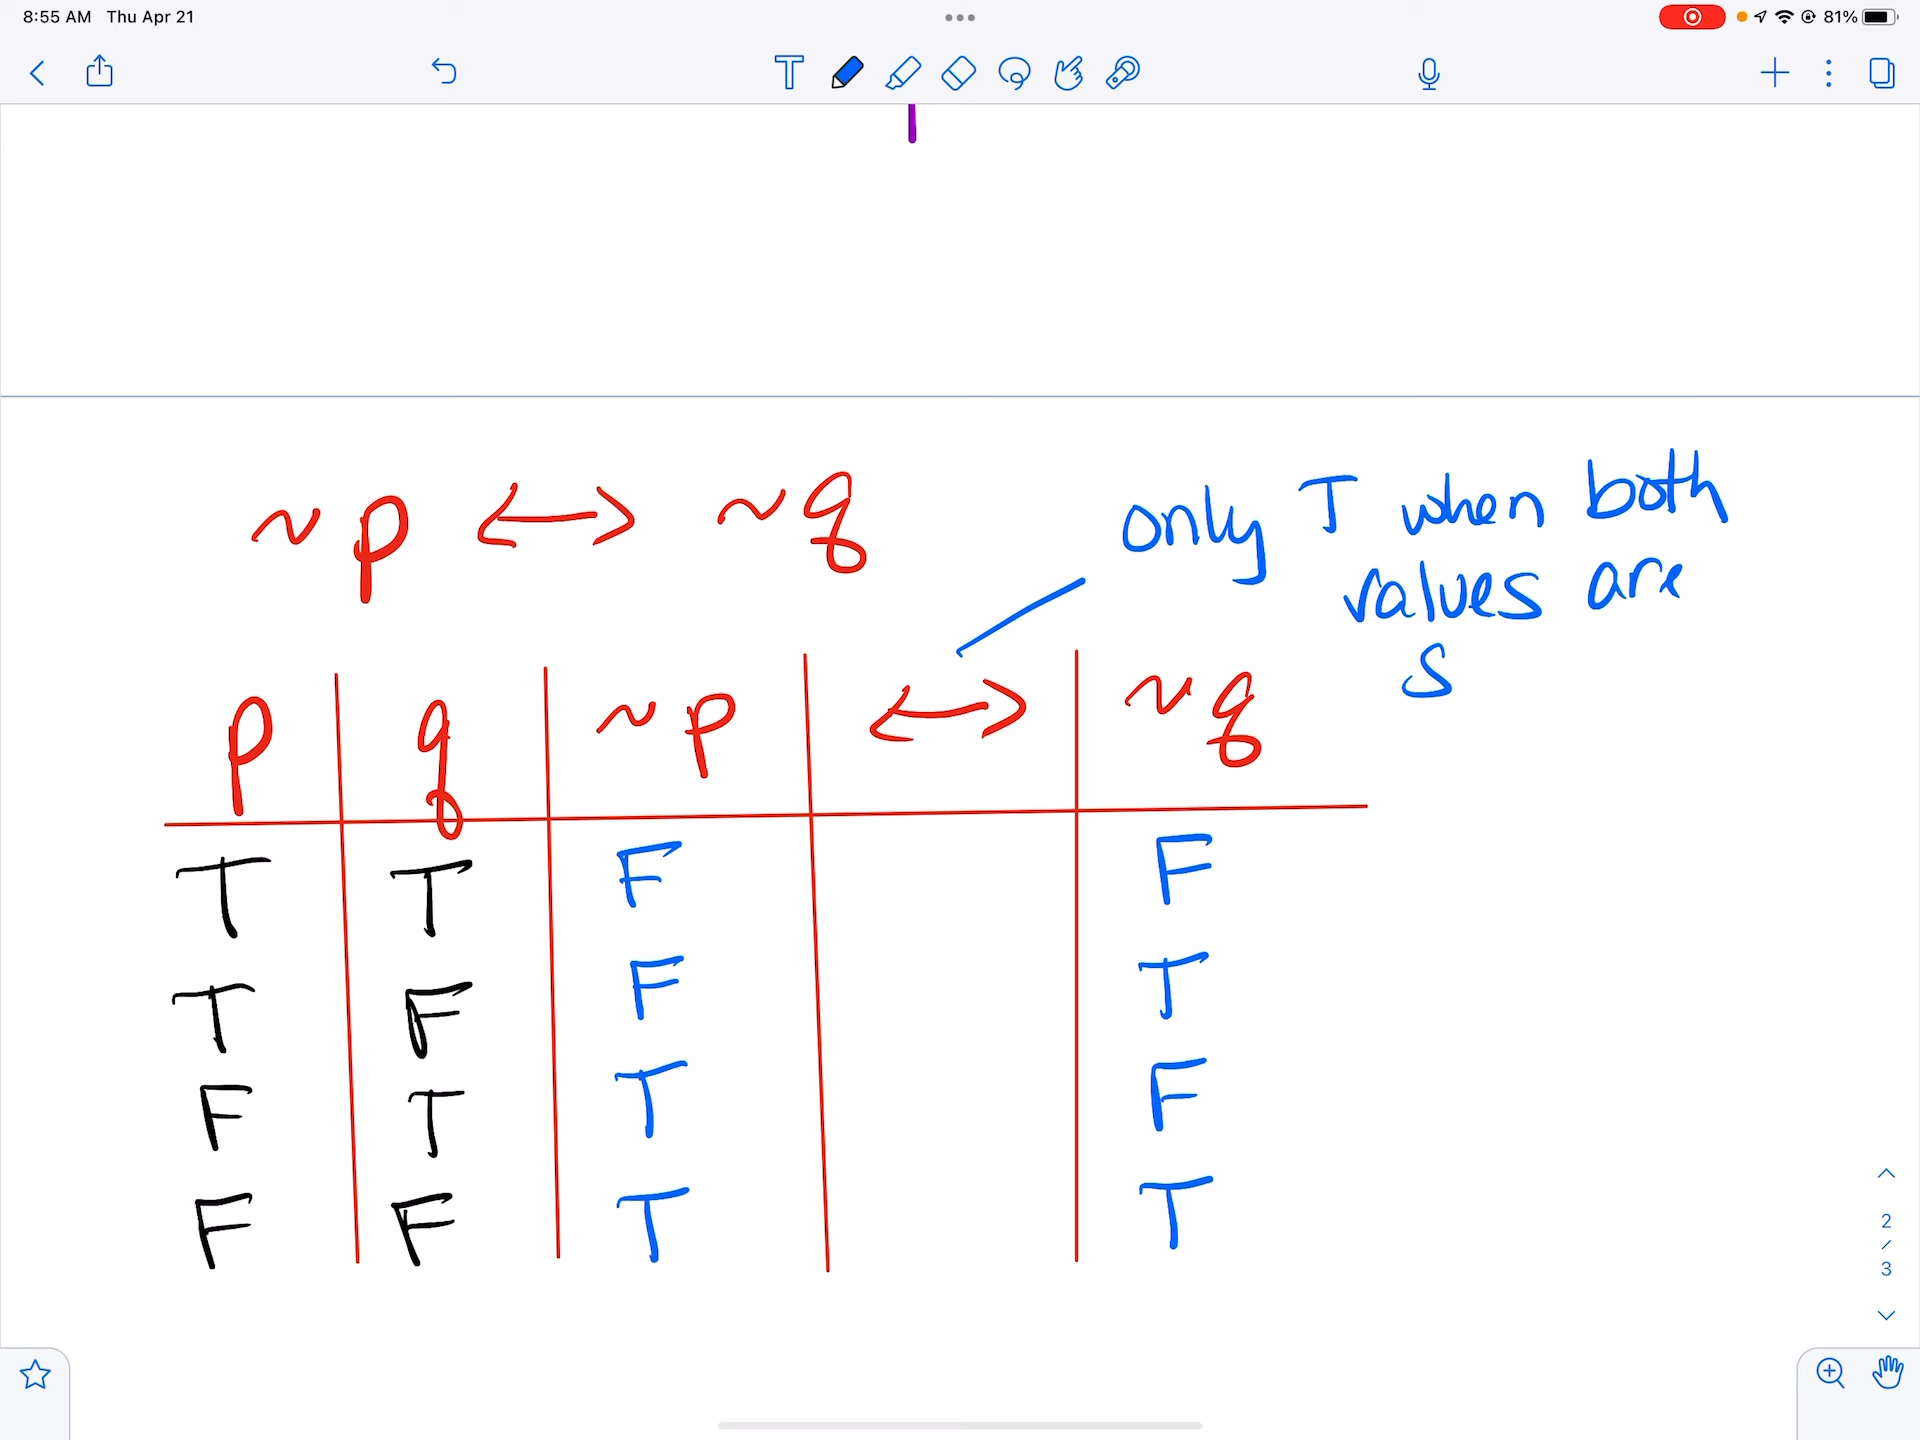 8:55 AM Thu Apr 21
81%
~p ↔ ~q
only T when both
values are
S
p q ~p ↔ ~q
T T F F
T F F T
F T T F
F F T T
2
/
3